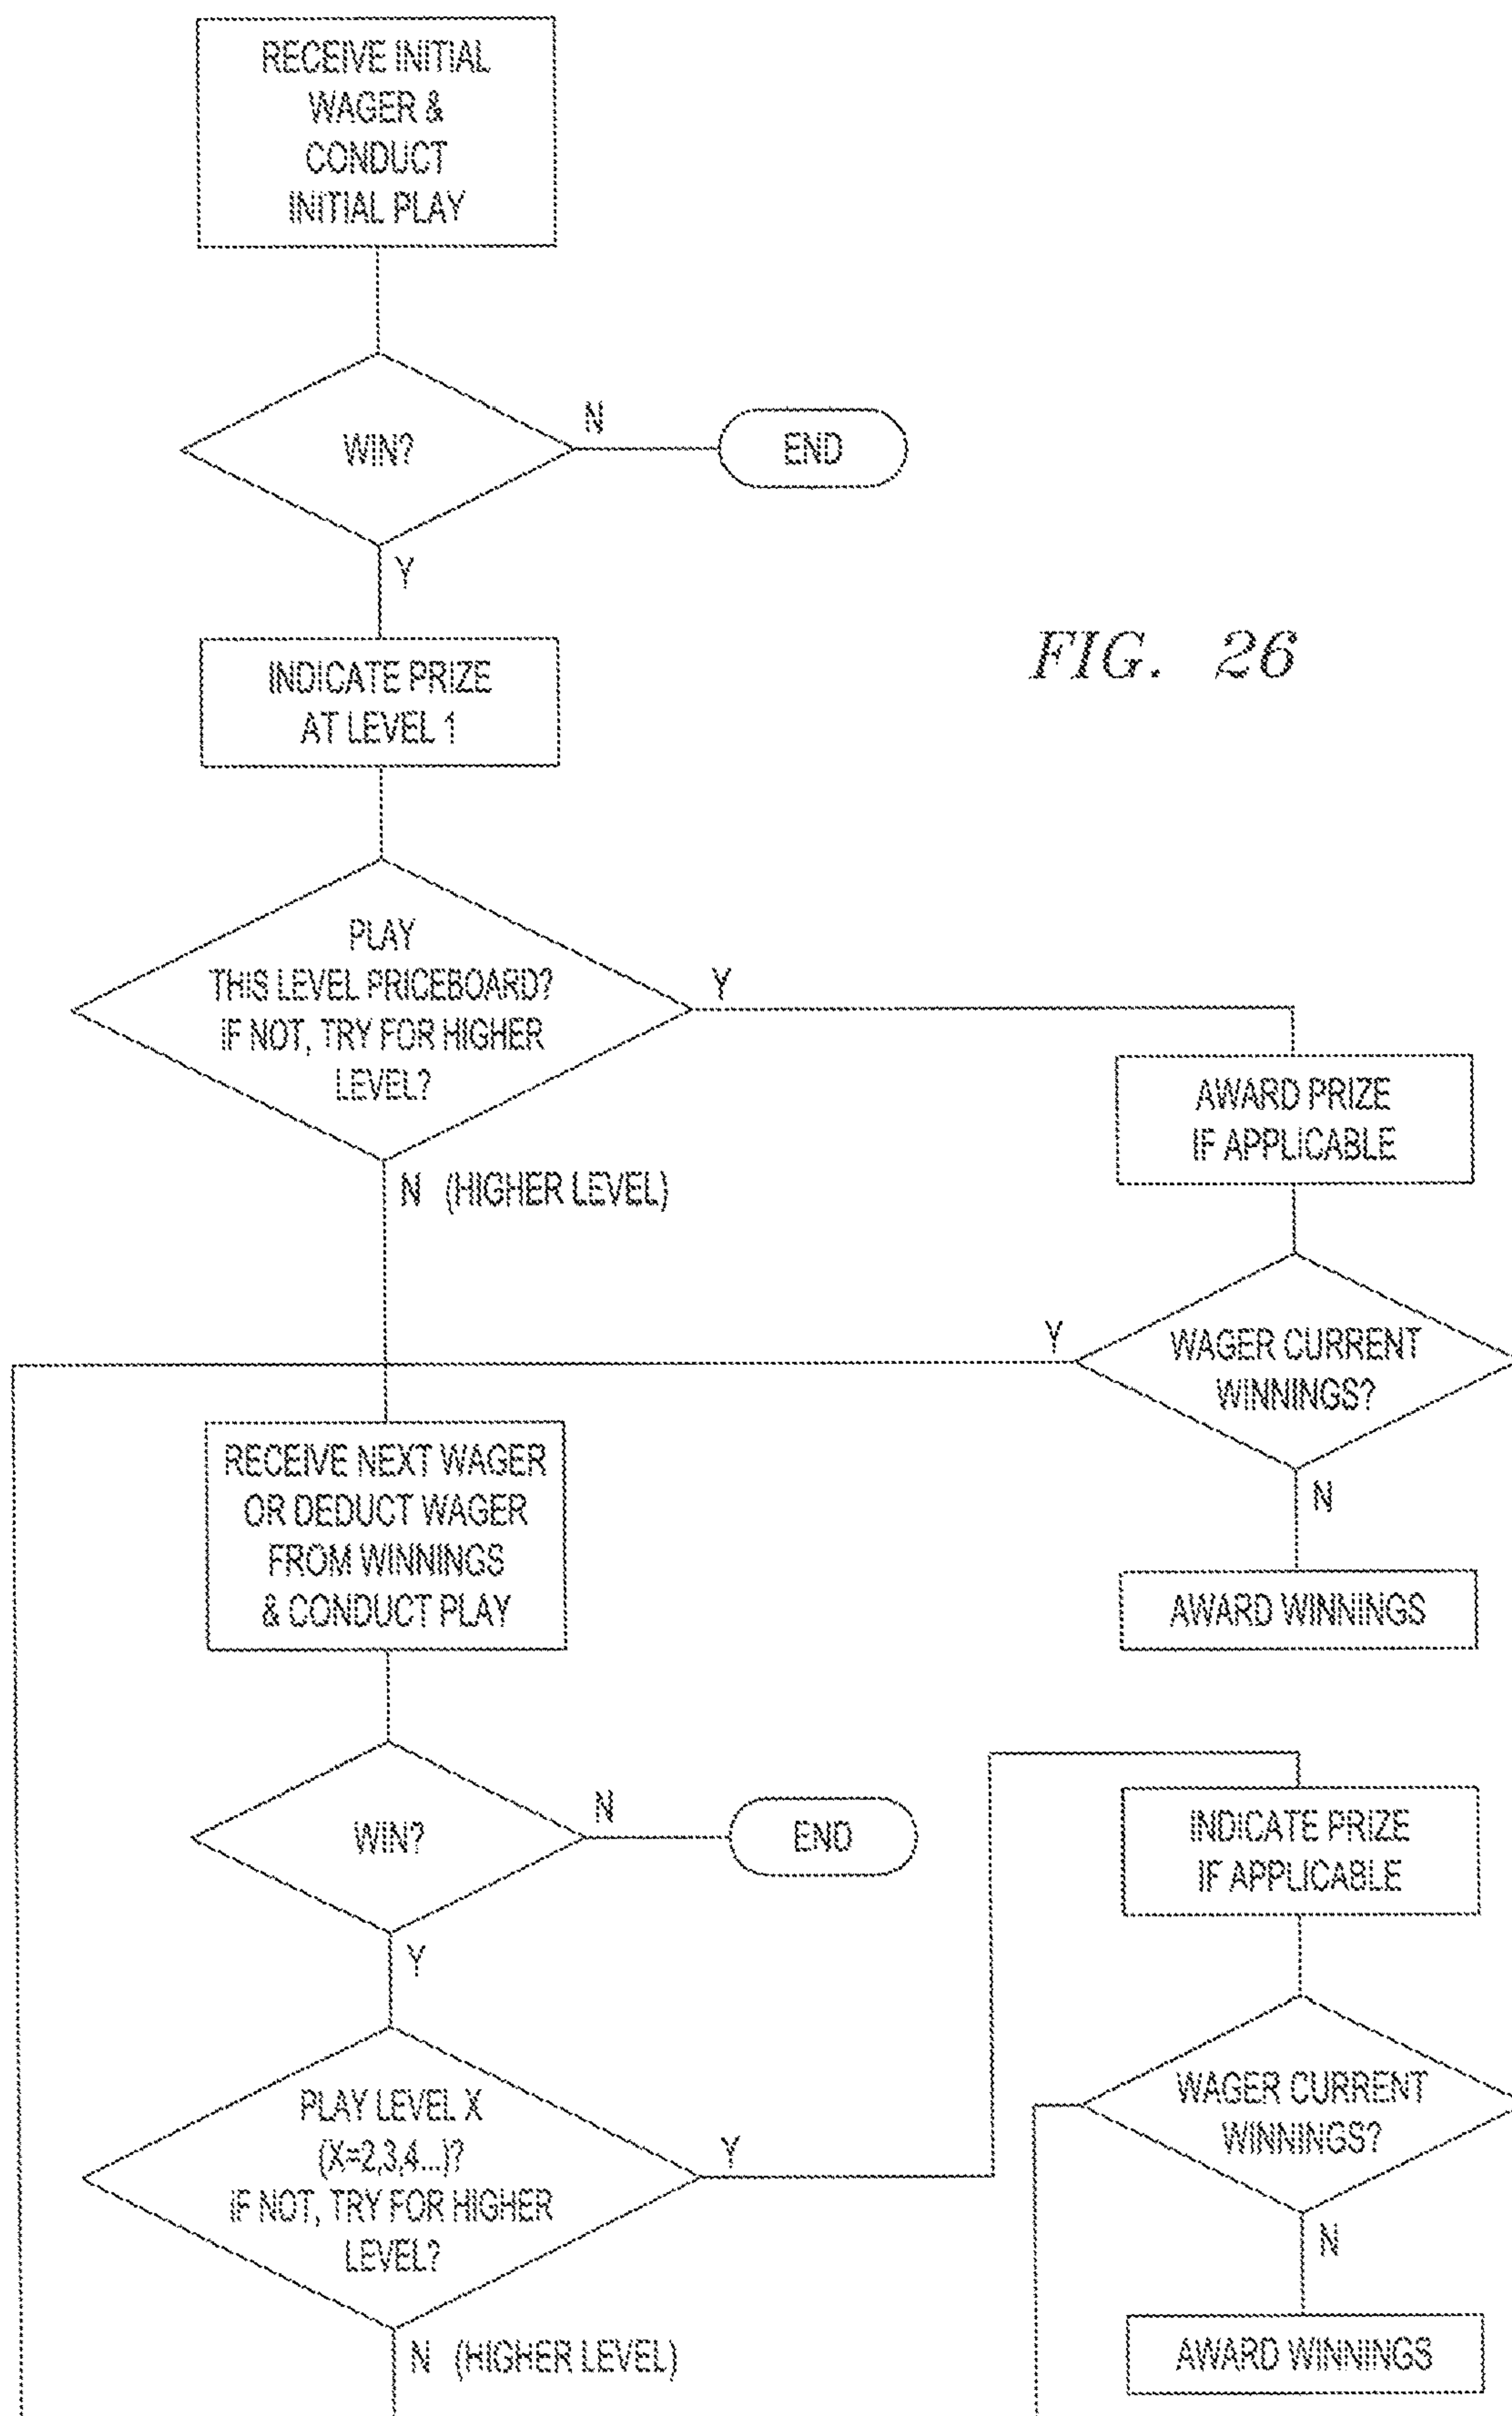 RECEIVE INITIAL
WAGER &
CONDUCT
INITIAL PLAY
WIN?
N
END
Y
INDICATE PRIZE
AT LEVEL 1
FIG. 26
PLAY
THIS LEVEL PRICEBOARD?
IF NOT, TRY FOR HIGHER
LEVEL?
Y
N (HIGHER LEVEL)
AWARD PRIZE
IF APPLICABLE
WAGER CURRENT
WINNINGS?
Y
N
AWARD WINNINGS
RECEIVE NEXT WAGER
OR DEDUCT WAGER
FROM WINNINGS
& CONDUCT PLAY
WIN?
N
END
Y
PLAY LEVEL X
(X=2,3,4...)?
IF NOT, TRY FOR HIGHER
LEVEL?
Y
N (HIGHER LEVEL)
INDICATE PRIZE
IF APPLICABLE
WAGER CURRENT
WINNINGS?
N
AWARD WINNINGS